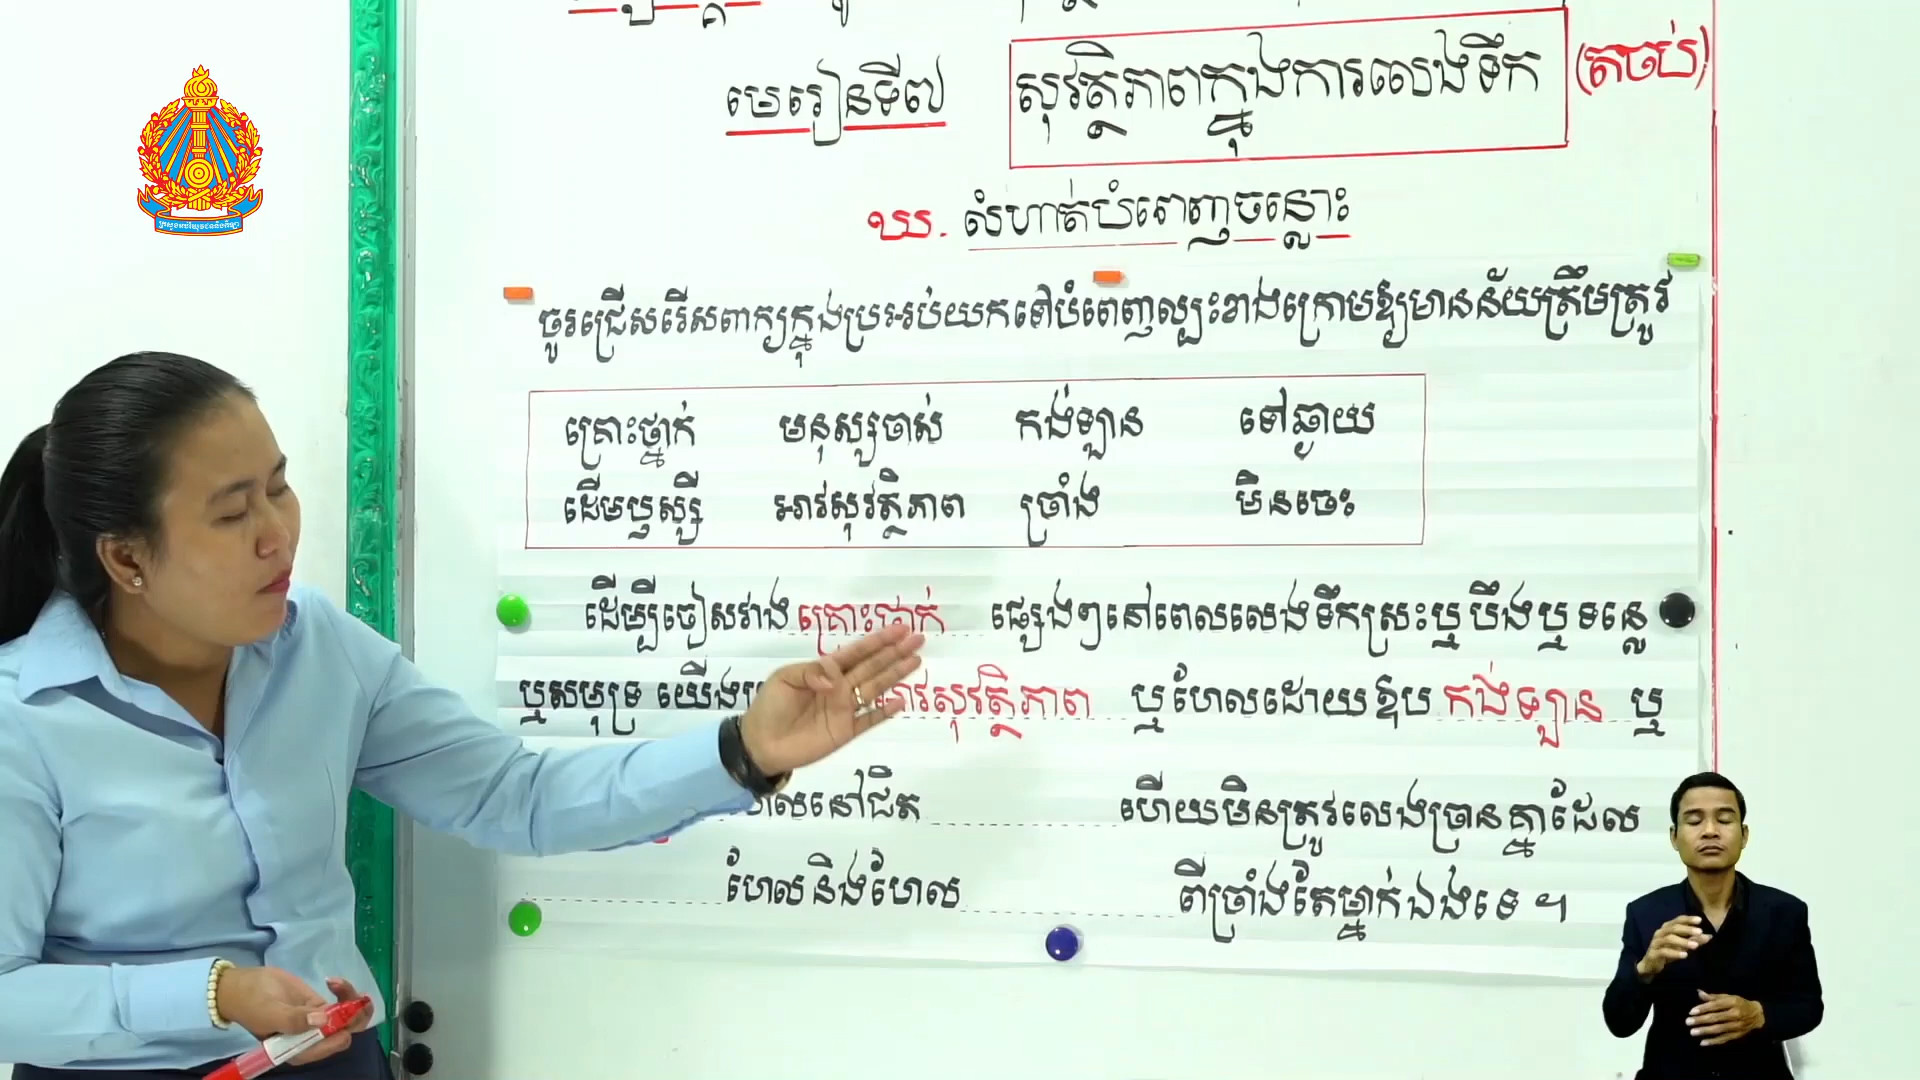 មេរៀនទី៧ សុវត្ថិភាពក្នុងការលេងទឹក (តចប់)
ឃ. លំហាត់បំពេញចន្លោះ
ចូរជ្រើសរើសពាក្យក្នុងប្រអប់យកទៅបំពេញល្បះខាងក្រោមឱ្យមានន័យត្រឹមត្រូវ
គ្រោះថ្នាក់ មនុស្សចាស់ កង់ឡាន ទៅឆ្ងាយ
ដើមឬស្សី អាវសុវត្ថិភាព ច្រាំង មិនចេះ
ដើម្បីចៀសវាង គ្រោះថ្នាក់ ផ្សេងៗនៅពេលលេងទឹកស្រះឬបឹងឬទន្លេ
ឬសមុទ្រ យើង អាវសុវត្ថិភាព ឬហែលដោយឱប កង់ឡាន ឬ
ហែលនៅជិត ហើយមិនត្រូវលេងច្រានគ្នាដែល
ហែលនិងហែល ពីច្រាំងតែម្នាក់ឯងទេ ។